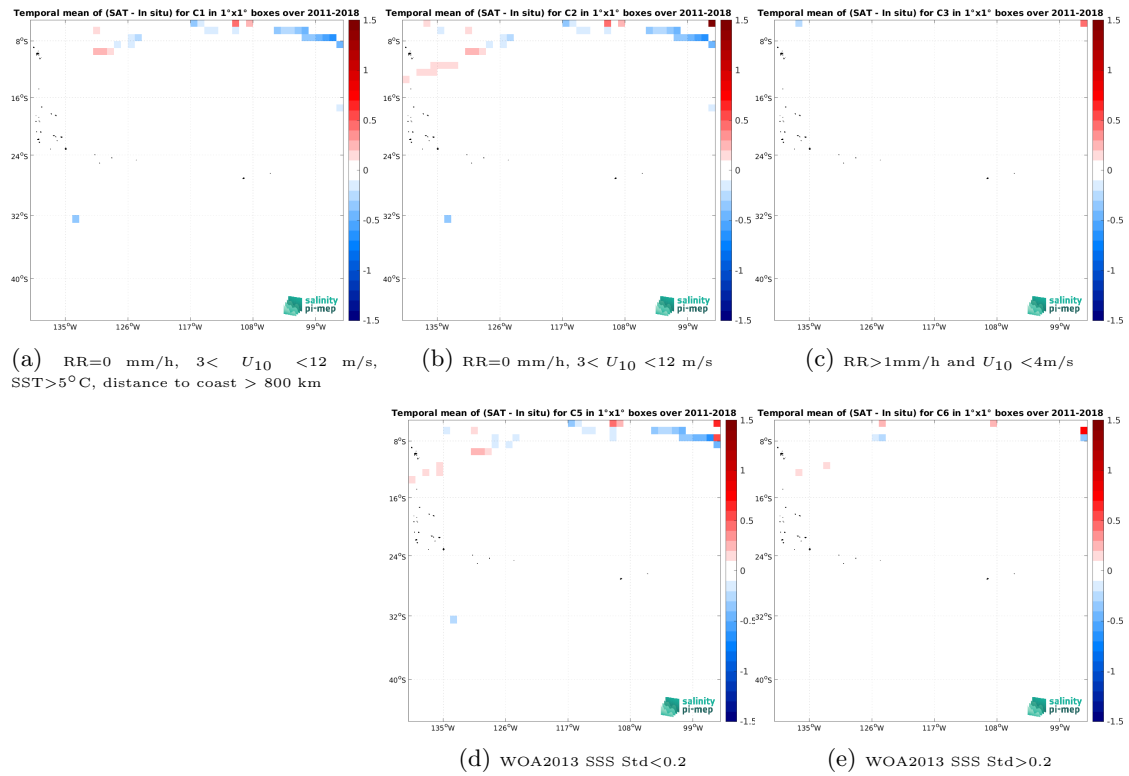 Temporal mean of (SAT - In situ) for C1 in 1°x1° boxes over 2011-2018
8°S
16°S
24°S
32°S
40°S
135°W
126°W
117°W
108°W
99°W
1.5
1
0.5
0
-0.5
-1
-1.5
salinity
pi-mep
(a) RR=0 mm/h, 3< U10 <12 m/s,
SST>5°C, distance to coast > 800 km
Temporal mean of (SAT - In situ) for C2 in 1°x1° boxes over 2011-2018
8°S
16°S
24°S
32°S
40°S
135°W
126°W
117°W
108°W
99°W
1.5
1
0.5
0
-0.5
-1
-1.5
salinity
pi-mep
(b) RR=0 mm/h, 3< U10 <12 m/s
Temporal mean of (SAT - In situ) for C3 in 1°x1° boxes over 2011-2018
8°S
16°S
24°S
32°S
40°S
135°W
126°W
117°W
108°W
99°W
1.5
1
0.5
0
-0.5
-1
-1.5
salinity
pi-mep
(c) RR>1mm/h and U10 <4m/s
Temporal mean of (SAT - In situ) for C5 in 1°x1° boxes over 2011-2018
8°S
16°S
24°S
32°S
40°S
135°W
126°W
117°W
108°W
99°W
1.5
1
0.5
0
-0.5
-1
-1.5
salinity
pi-mep
(d) WOA2013 SSS Std<0.2
Temporal mean of (SAT - In situ) for C6 in 1°x1° boxes over 2011-2018
8°S
16°S
24°S
32°S
40°S
135°W
126°W
117°W
108°W
99°W
1.5
1
0.5
0
-0.5
-1
-1.5
salinity
pi-mep
(e) WOA2013 SSS Std>0.2